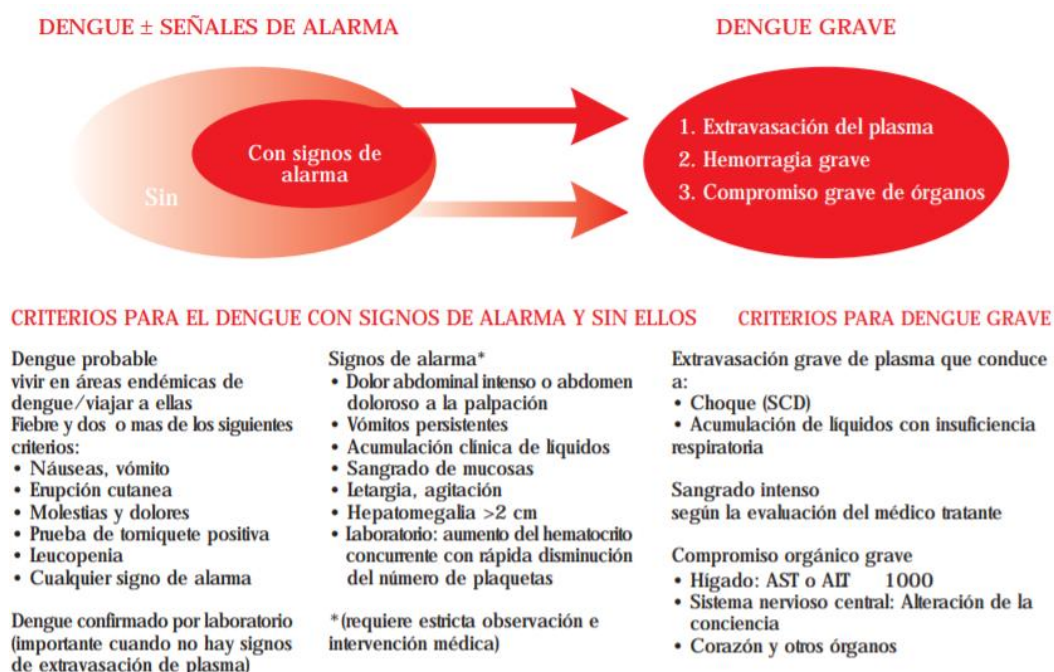 DENGUE ± SEÑALES DE ALARMA
DENGUE GRAVE
Sin
Con signos de
alarma
1. Extravasación del plasma
2. Hemorragia grave
3. Compromiso grave de órganos
CRITERIOS PARA EL DENGUE CON SIGNOS DE ALARMA Y SIN ELLOS
CRITERIOS PARA DENGUE GRAVE
Dengue probable
vivir en áreas endémicas de
dengue/viajar a ellas
Fiebre y dos o mas de los siguientes
criterios:
• Náuseas, vómito
• Erupción cutanea
• Molestias y dolores
• Prueba de torniquete positiva
• Leucopenia
• Cualquier signo de alarma
Dengue confirmado por laboratorio
(importante cuando no hay signos
de extravasación de plasma)
Signos de alarma*
• Dolor abdominal intenso o abdomen
doloroso a la palpación
• Vómitos persistentes
• Acumulación clínica de líquidos
• Sangrado de mucosas
• Letargia, agitación
• Hepatomegalia >2 cm
• Laboratorio: aumento del hematocrito
concurrente con rápida disminución
del número de plaquetas
*(requiere estricta observación e
intervención médica)
Extravasación grave de plasma que conduce
a:
• Choque (SCD)
• Acumulación de líquidos con insuficiencia
respiratoria
Sangrado intenso
según la evaluación del médico tratante
Compromiso orgánico grave
• Hígado: AST o ALT 1000
• Sistema nervioso central: Alteración de la
conciencia
• Corazón y otros órganos